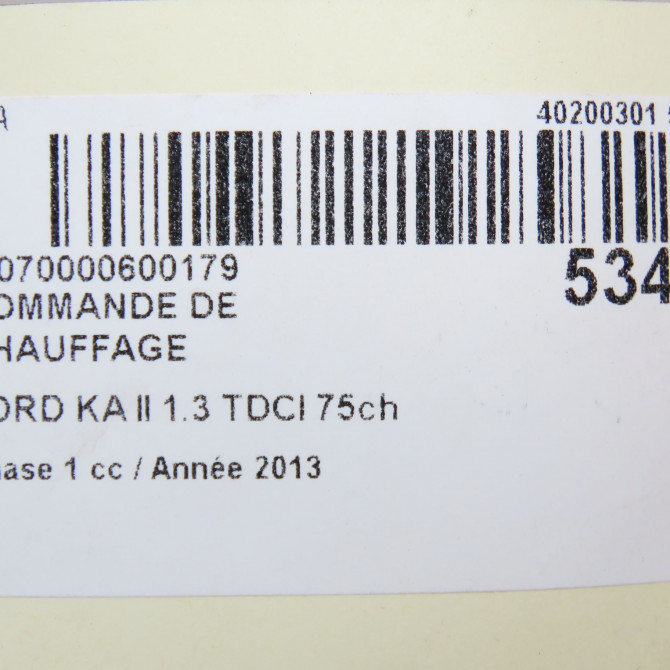 A 40200301
070000600179 534
OMMANDE DE
HAUFFAGE
ORD KA II 1.3 TDCI 75ch
hase 1 cc / Année 2013